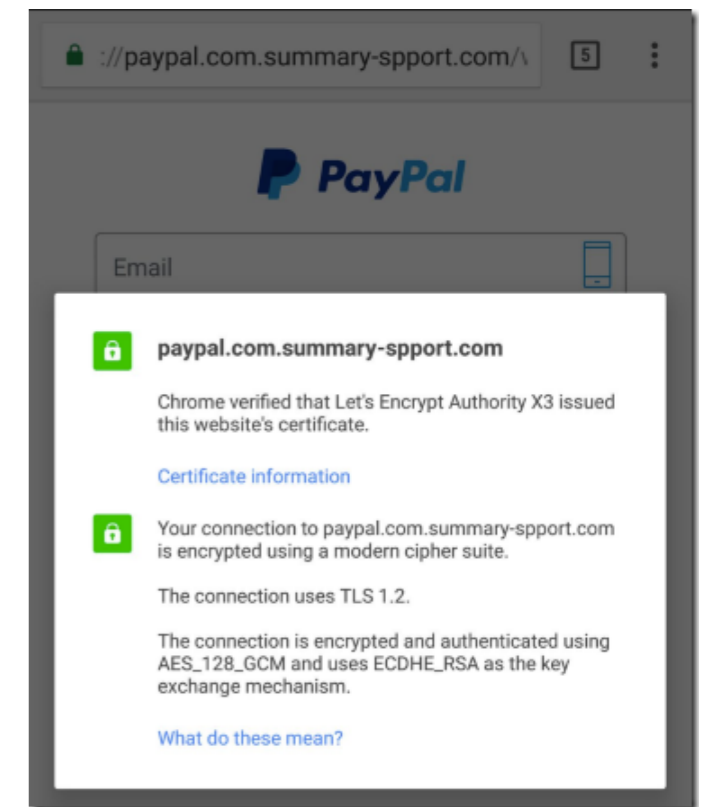 ://paypal.com.summary-spport.com/\
5
PayPal
Email
paypal.com.summary-spport.com
Chrome verified that Let's Encrypt Authority X3 issued
this website's certificate.
Certificate information
Your connection to paypal.com.summary-spport.com
is encrypted using a modern cipher suite.
The connection uses TLS 1.2.
The connection is encrypted and authenticated using
AES_128_GCM and uses ECDHE_RSA as the key
exchange mechanism.
What do these mean?